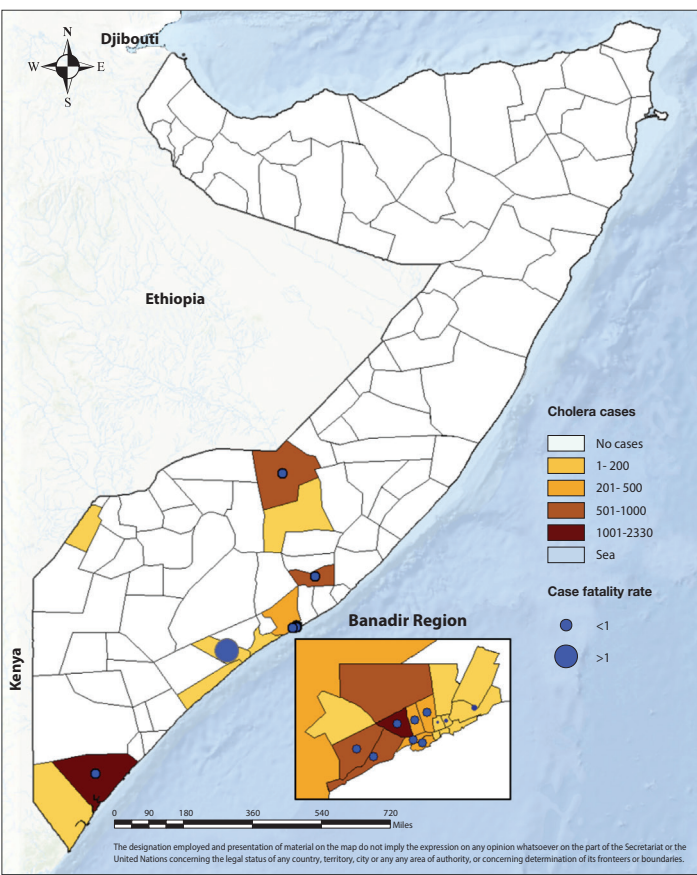 N
W E
S
Djibouti
Ethiopia
Kenya
Cholera cases
No cases
1- 200
201- 500
501-1000
1001-2330
Sea
Case fatality rate
<1
>1
Banadir Region
0 90 180 360 540 720
Miles
The designation employed and presentation of material on the map do not imply the expression on any opinion whatsoever on the part of the Secretariat or the
United Nations concerning the legal status of any country, territory, city or any any area of authority, or concerning determination of its fronteers or boundaries.